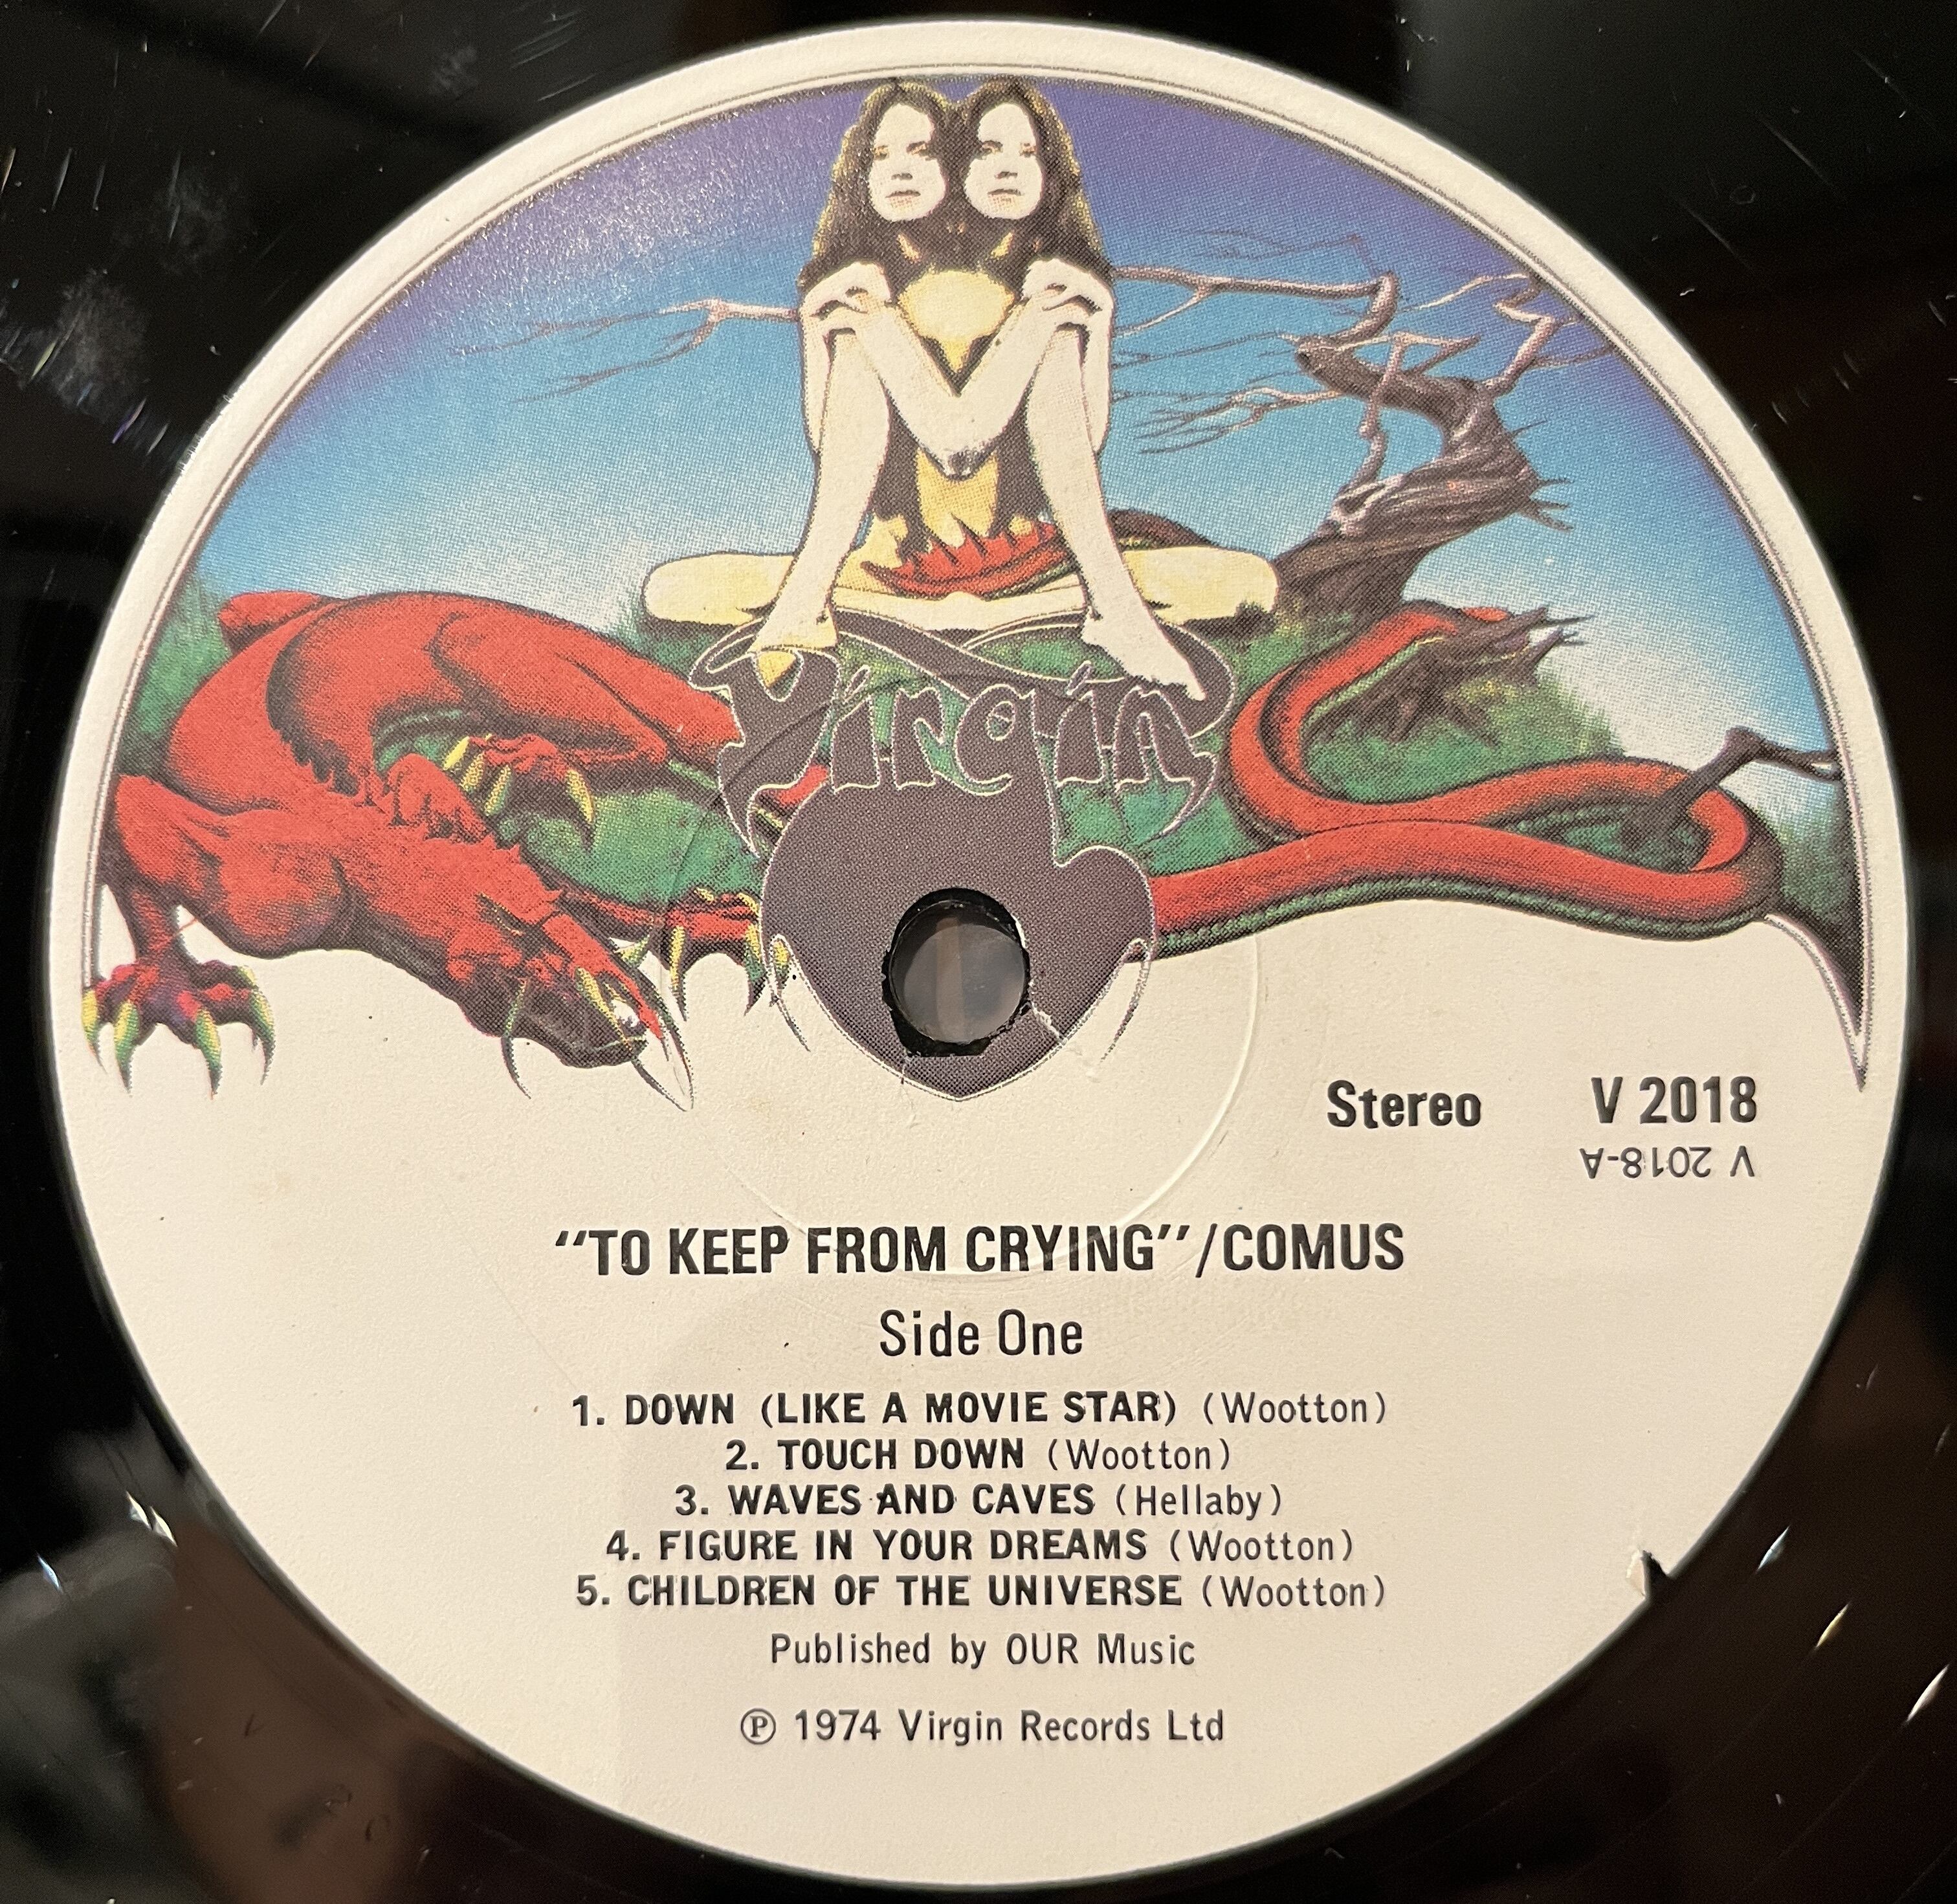 Virgin
Stereo V 2018
V 2018-A
“TO KEEP FROM CRYING”/COMUS
Side One
1. DOWN (LIKE A MOVIE STAR) (Wootton)
2. TOUCH DOWN (Wootton)
3. WAVES AND CAVES (Hellaby)
4. FIGURE IN YOUR DREAMS (Wootton)
5. CHILDREN OF THE UNIVERSE (Wootton)
Published by OUR Music
℗ 1974 Virgin Records Ltd